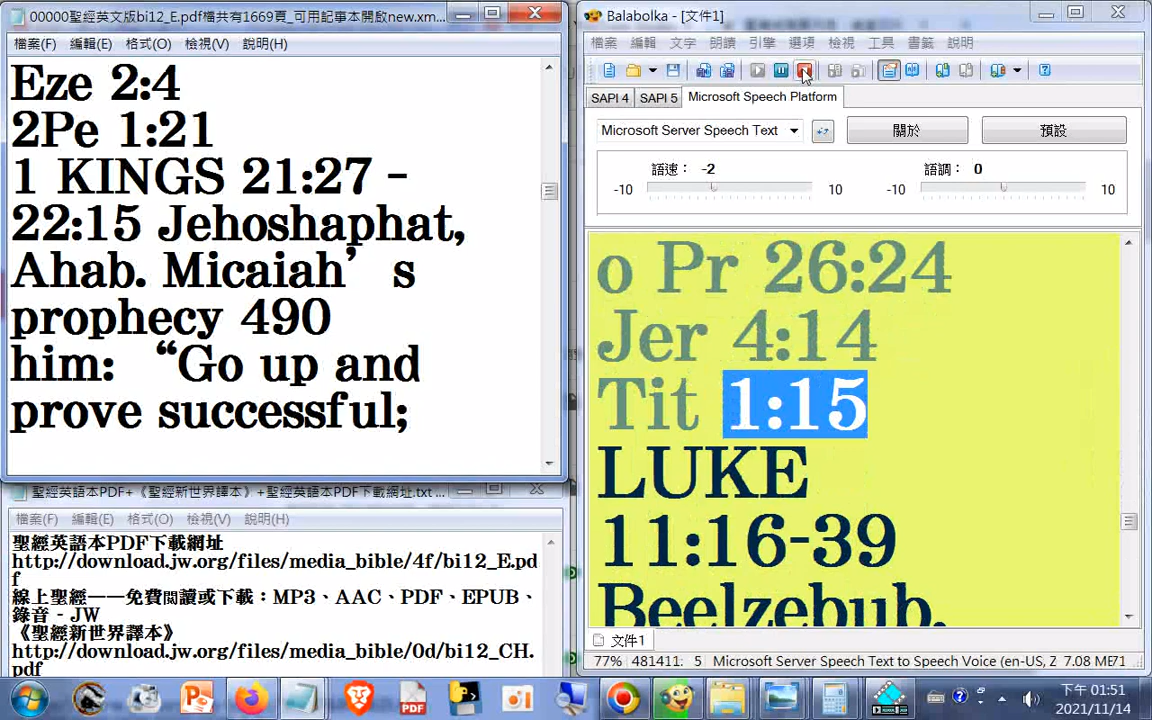 00000聖經英文版bi12_E.pdf檔共有1669頁_可用記事本開啟new.xm...
檔案(F) 編輯(E) 格式(O) 檢視(V) 說明(H)
Eze 2:4
2Pe 1:21
1 KINGS 21:27 -
22:15 Jehoshaphat,
Ahab. Micaiah’s
prophecy 490
him: “Go up and
prove successful;
聖經英語本PDF+《聖經新世界譯本》+聖經英語本PDF下載網址.txt ...
檔案(F) 編輯(E) 格式(O) 檢視(V) 說明(H)
聖經英語本PDF下載網址
http://download.jw.org/files/media_bible/4f/bi12_E.pd
f
線上聖經——免費閱讀或下載：MP3、AAC、PDF、EPUB、
錄音 - JW
《聖經新世界譯本》
http://download.jw.org/files/media_bible/0d/bi12_CH.
pdf
Balabolka - [文件1]
檔案 編輯 文字 朗讀 引擎 選項 檢視 工具 書籤 說明
SAPI 4 SAPI 5 Microsoft Speech Platform
Microsoft Server Speech Text 關於 預設
語速： -2 語調： 0
-10 10 -10 10
o Pr 26:24
Jer 4:14
Tit 1:15
LUKE
11:16-39
Beelzebub.
文件1
77% 481411: 5 Microsoft Server Speech Text to Speech Voice (en-US, Z 7.08 ME71
下午 01:51
2021/11/14